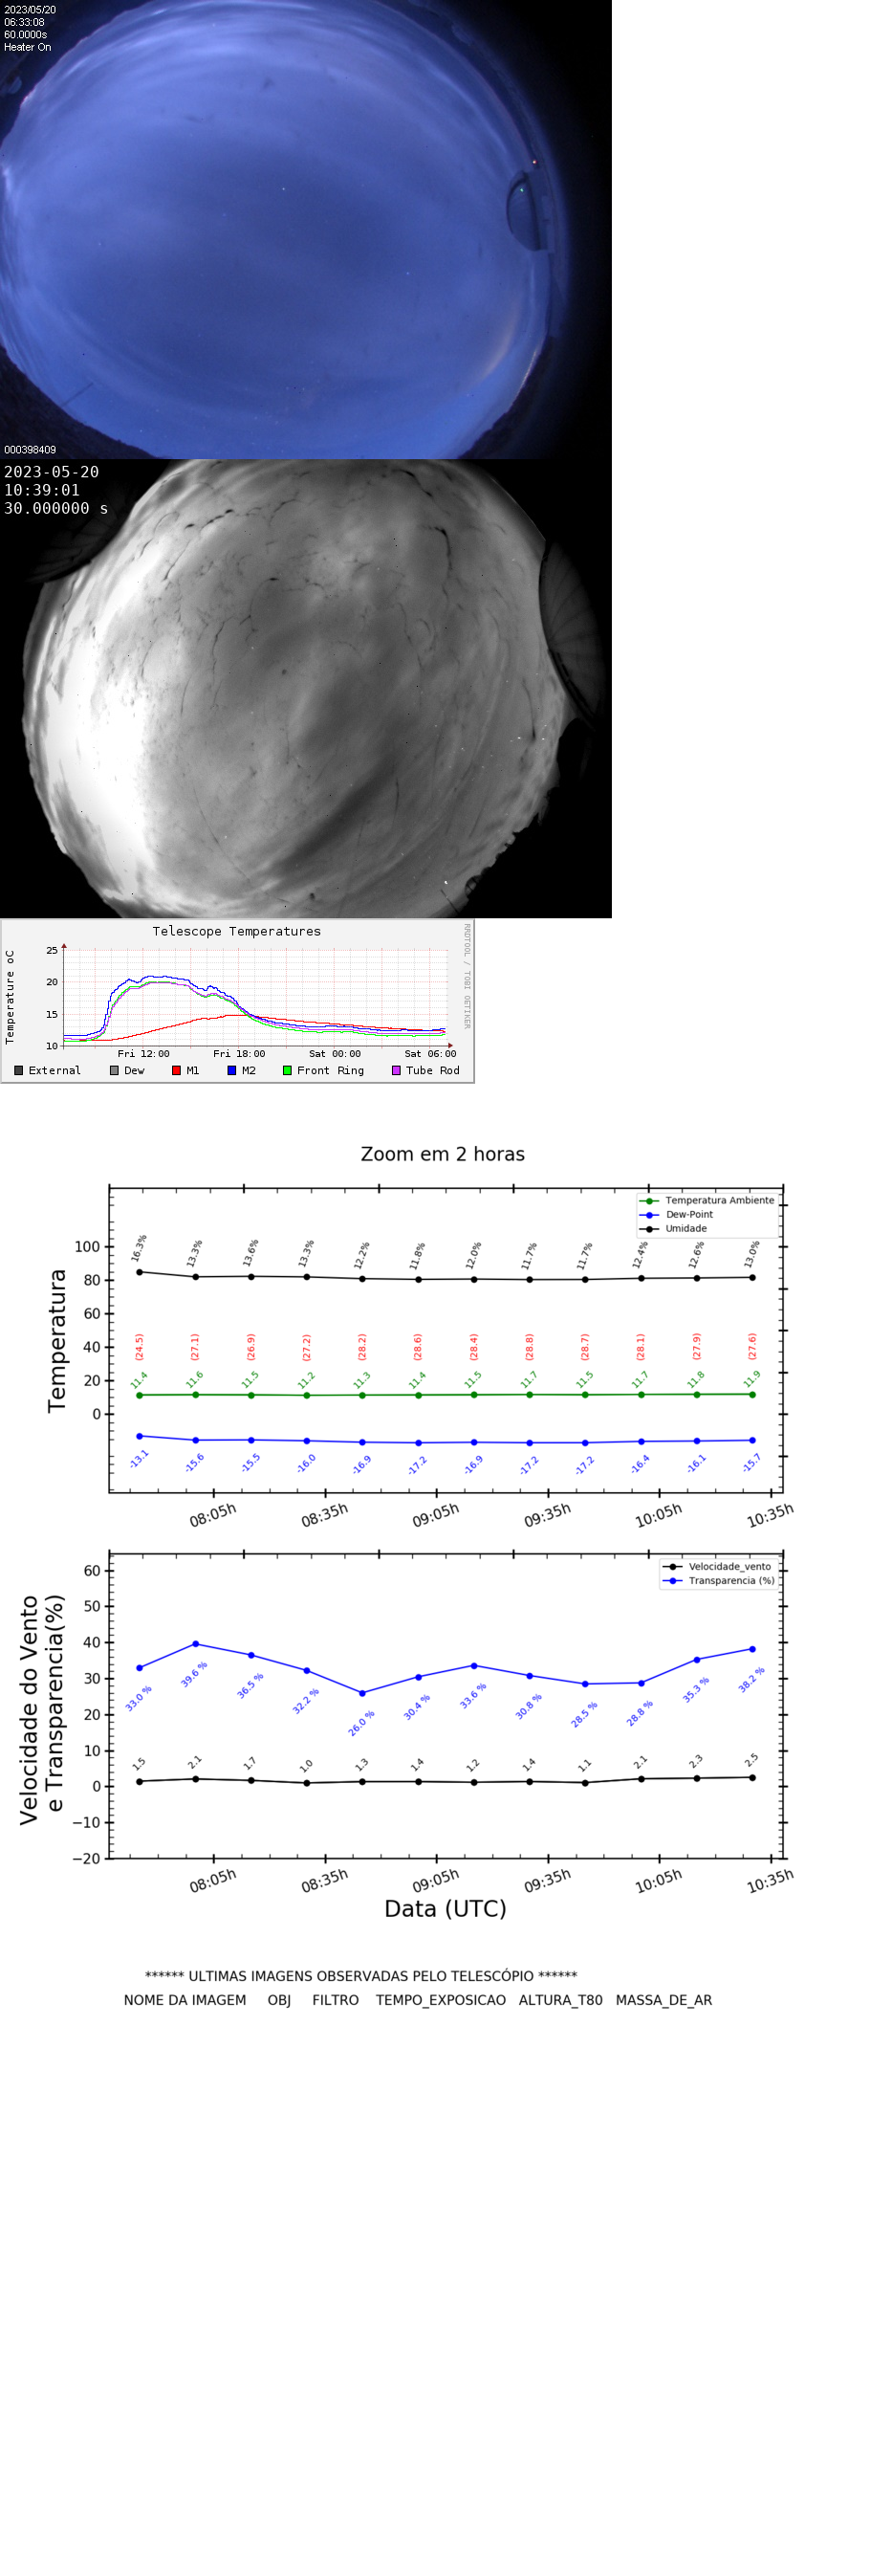 2023/05/20
06:33:08
60.0000s
Heater On
000398409
2023-05-20
10:39:01
30.000000 s
Telescope Temperatures
RRDTOOL / TOBI OETIKER
Temperature oC
25
20
15
10
Fri 12:00 Fri 18:00 Sat 00:00 Sat 06:00
External Dew M1 M2 Front Ring Tube Rod
Zoom em 2 horas
Temperatura Ambiente
Dew-Point
Umidade
Temperatura
100
80
60
40
20
0
16.3% 13.3% 13.6% 13.3% 12.2% 11.8% 12.0% 11.7% 11.7% 12.4% 12.6% 13.0%
(24.5) (27.1) (26.9) (27.2) (28.2) (28.6) (28.4) (28.8) (28.7) (28.1) (27.9) (27.6)
11.4 11.6 11.5 11.2 11.3 11.4 11.5 11.7 11.5 11.7 11.8 11.9
-13.1 -15.6 -15.5 -16.0 -16.9 -17.2 -16.9 -17.2 -17.2 -16.4 -16.1 -15.7
08:05h 08:35h 09:05h 09:35h 10:05h 10:35h
Velocidade_vento
Transparencia (%)
Velocidade do Vento
e Transparencia(%)
60
50
40
30
20
10
0
−10
−20
33.0 % 39.6 % 36.5 % 32.2 % 26.0 % 30.4 % 33.6 % 30.8 % 28.5 % 28.8 % 35.3 % 38.2 %
1.5 2.1 1.7 1.0 1.3 1.4 1.2 1.4 1.1 2.1 2.3 2.5
08:05h 08:35h 09:05h 09:35h 10:05h 10:35h
Data (UTC)
****** ULTIMAS IMAGENS OBSERVADAS PELO TELESCÓPIO ******
NOME DA IMAGEM OBJ FILTRO TEMPO_EXPOSICAO ALTURA_T80 MASSA_DE_AR